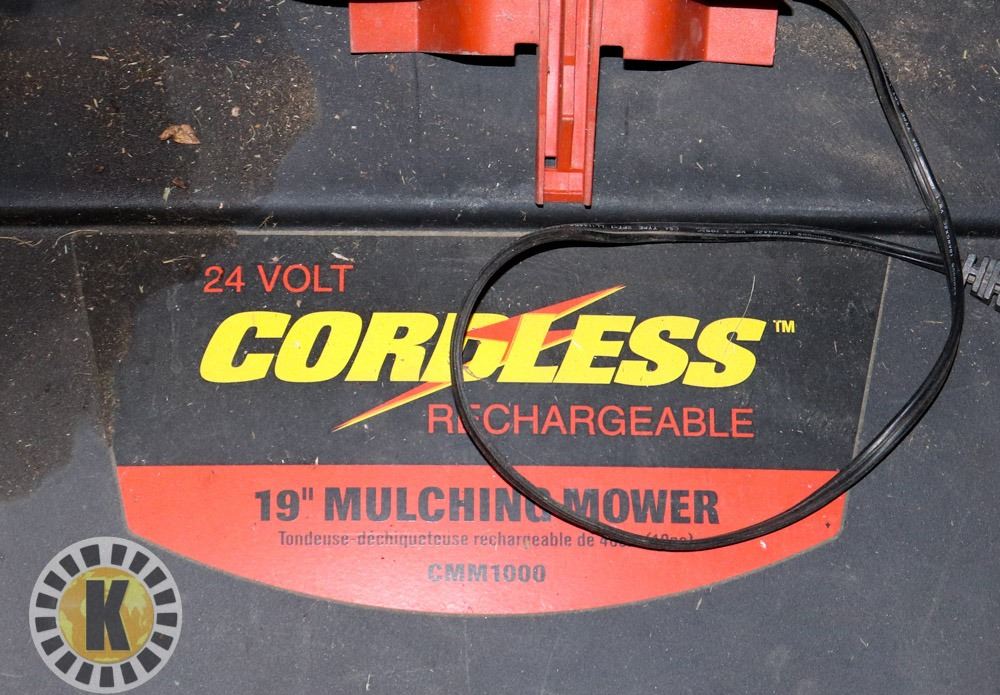 24 VOLT
CORDLESS™
RECHARGEABLE
19" MULCHING MOWER
Tondeuse-déchiqueteuse rechargeable de
CMM1000
K